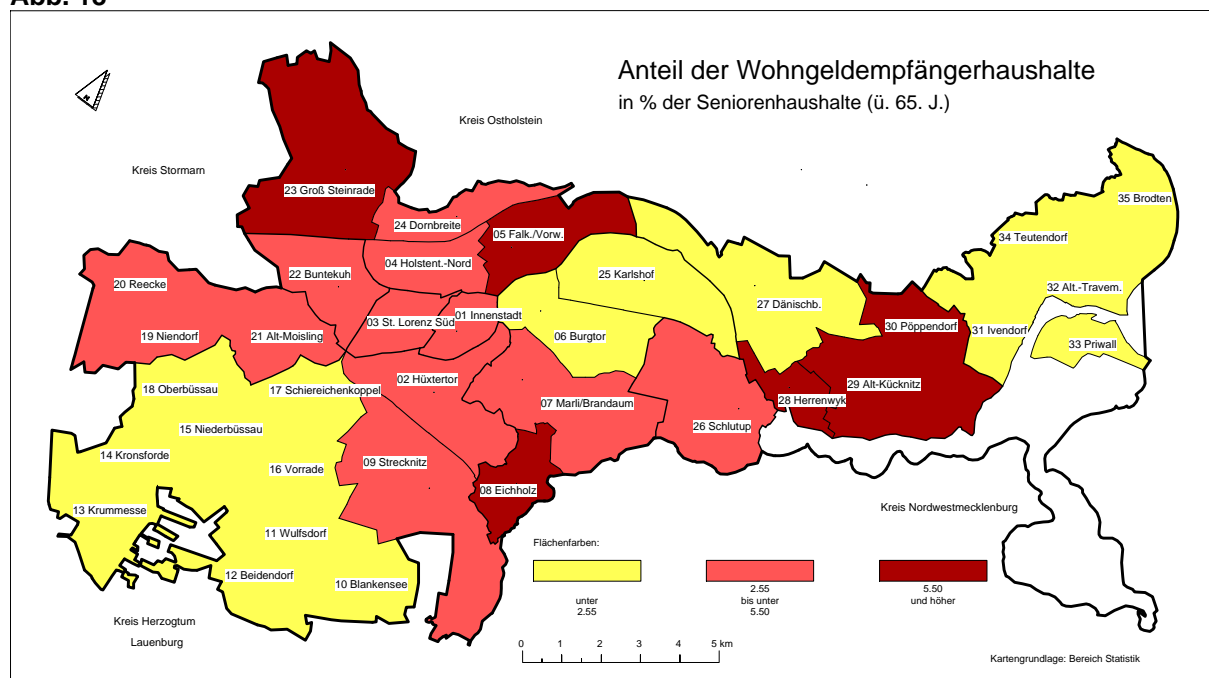 Abb. 16
Anteil der Wohngeldempfängerhaushalte
in % der Seniorenhaushalte (ü. 65. J.)
N
Kreis Ostholstein
Kreis Stormarn
23 Groß Steinrade
35 Brodten
24 Dornbreite
05 Falk./Vorw.
34 Teutendorf
04 Holstent.-Nord
22 Buntekuh
25 Karlshof
20 Reecke
32 Alt.-Travem.
27 Dänischb.
01 Innenstadt
03 St. Lorenz Süd
30 Pöppendorf
31 Ivendorf
19 Niendorf
21 Alt-Moisling
06 Burgtor
33 Priwall
02 Hüxtertor
29 Alt-Kücknitz
18 Oberbüssau
17 Schiereichenkoppel
28 Herrenwyk
07 Marli/Brandaum
26 Schlutup
15 Niederbüssau
14 Kronsforde
09 Strecknitz
16 Vorrade
08 Eichholz
13 Krummesse
Kreis Nordwestmecklenburg
11 Wulfsdorf
12 Beidendorf
10 Blankensee
Flächenfarben:
unter
2.55
2.55
bis unter
5.50
5.50
und höher
Kreis Herzogtum
Lauenburg
0 1 2 3 4 5 km
Kartengrundlage: Bereich Statistik